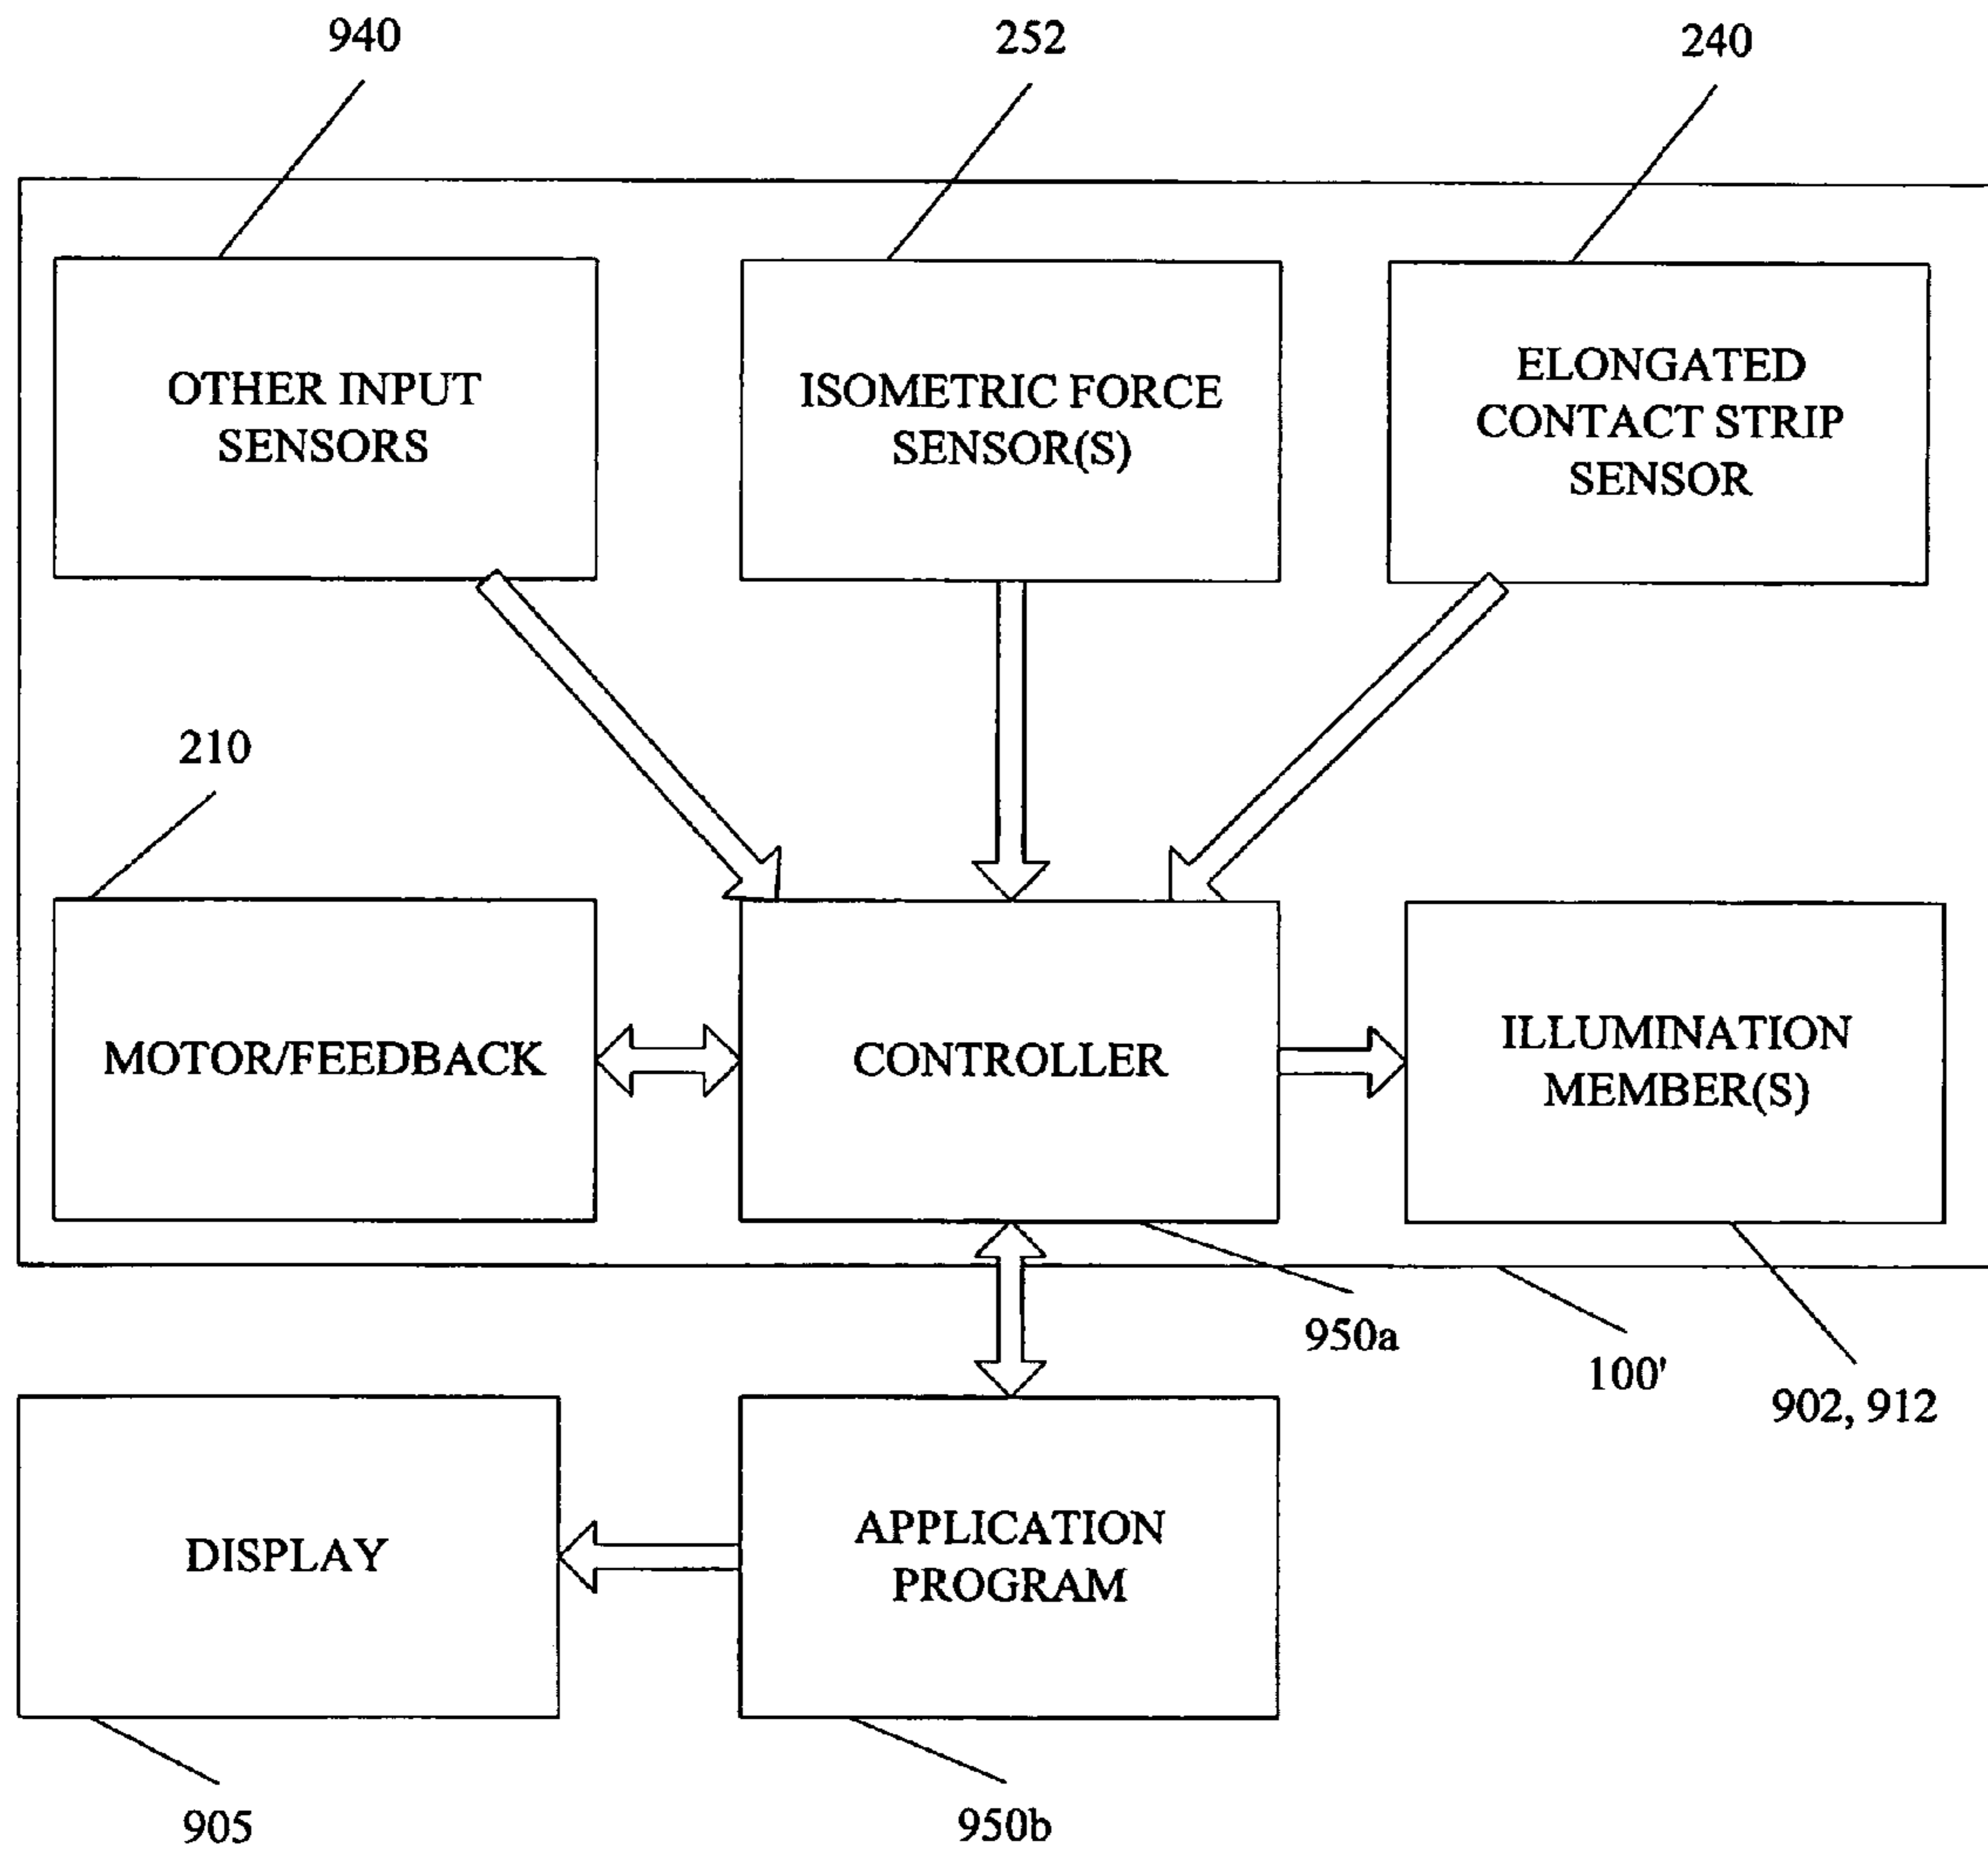 940
252
240
OTHER INPUT
SENSORS
ISOMETRIC FORCE
SENSOR(S)
ELONGATED
CONTACT STRIP
SENSOR
210
MOTOR/FEEDBACK
CONTROLLER
ILLUMINATION
MEMBER(S)
950a
100'
902, 912
DISPLAY
APPLICATION
PROGRAM
905
950b